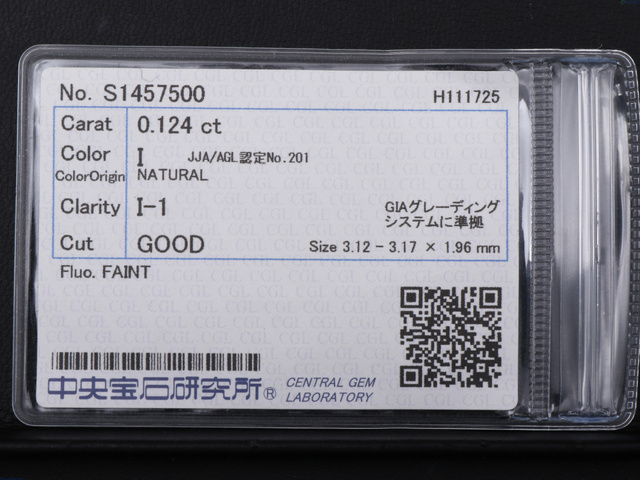 No. S1457500 H111725
Carat 0.124 ct
Color I JJA/AGL認定No.201
ColorOrigin NATURAL
Clarity I-1 GIAグレーディング
システムに準拠
Cut GOOD Size 3.12 - 3.17 × 1.96 mm
Fluo. FAINT
中央宝石研究所® CENTRAL GEM
LABORATORY